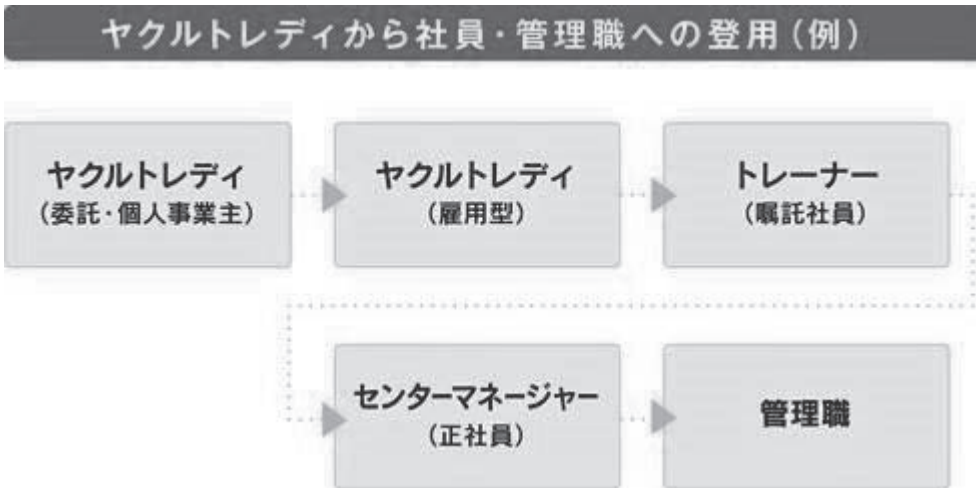 ヤクルトレディから社員・管理職への登用(例)
ヤクルトレディ
(委託・個人事業主)
ヤクルトレディ
(雇用型)
トレーナー
(嘱託社員)
センターマネージャー
(正社員)
管理職